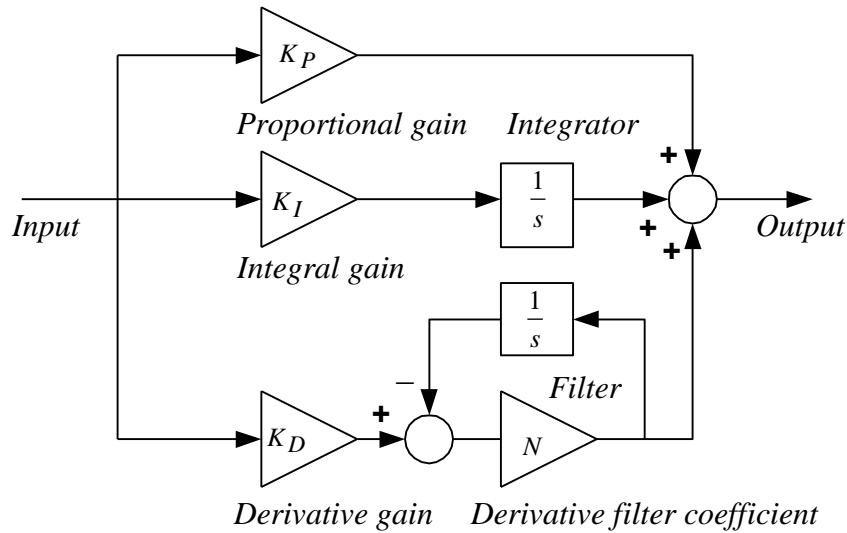 K_P
Proportional gain
Integrator
+
Input
K_I
1/s
+
+
Output
Integral gain
1/s
−
Filter
+
K_D
N
Derivative gain
Derivative filter coefficient